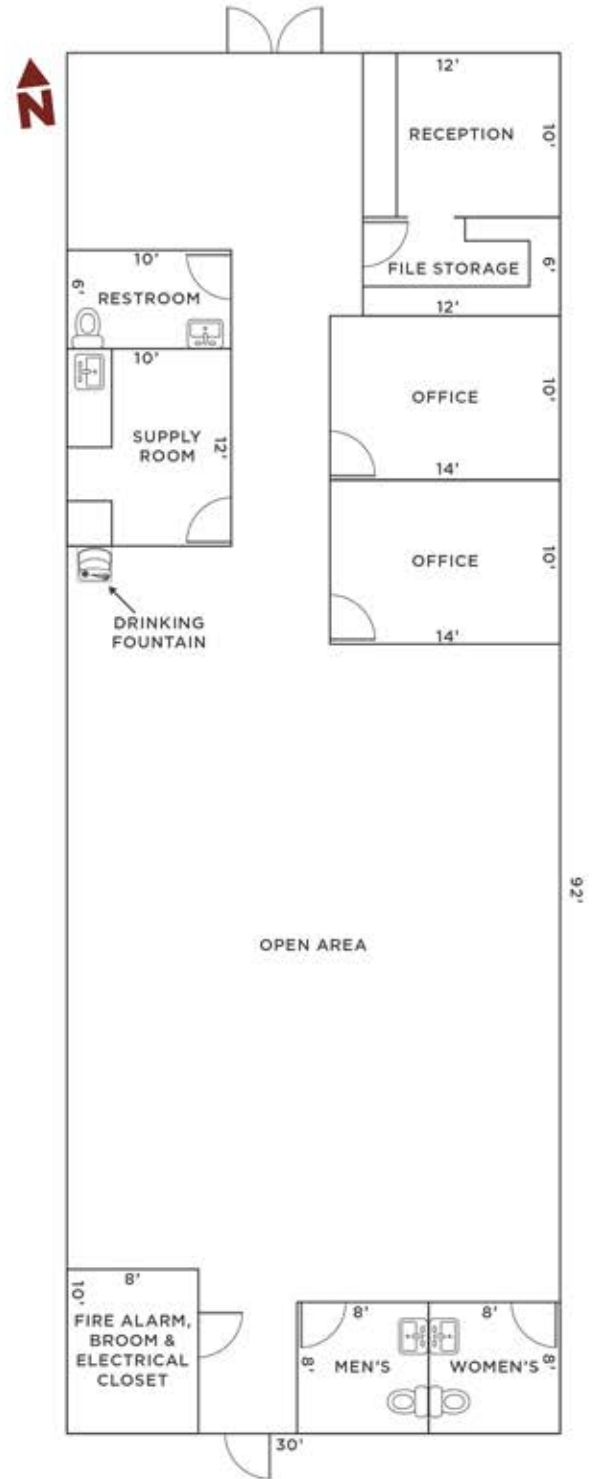 N
12'
RECEPTION
10'
10'
6'
RESTROOM
FILE STORAGE
6'
12'
10'
SUPPLY
ROOM
12'
OFFICE
10'
14'
OFFICE
10'
14'
DRINKING
FOUNTAIN
92'
OPEN AREA
8'
10'
FIRE ALARM,
BROOM &
ELECTRICAL
CLOSET
8'
8'
MEN'S
8'
WOMEN'S
8'
30'